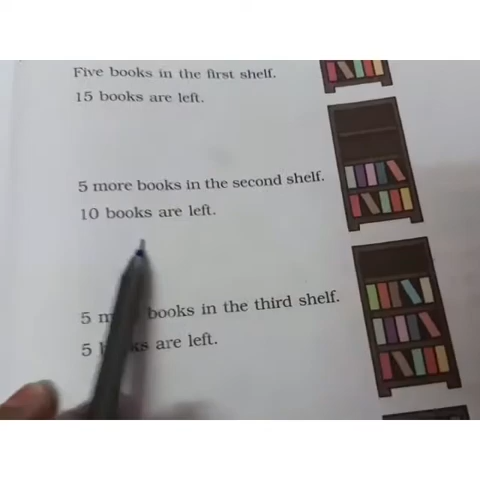 Five books in the first shelf.
15 books are left.
5 more books in the second shelf.
10 books are left.
5 books in the third shelf.
5 are left.